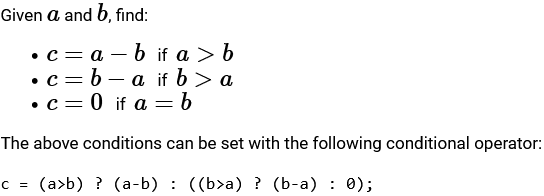 Given a and b, find:
• c = a − b if a > b
• c = b − a if b > a
• c = 0 if a = b
The above conditions can be set with the following conditional operator:
c = (a>b) ? (a-b) : ((b>a) ? (b-a) : 0);